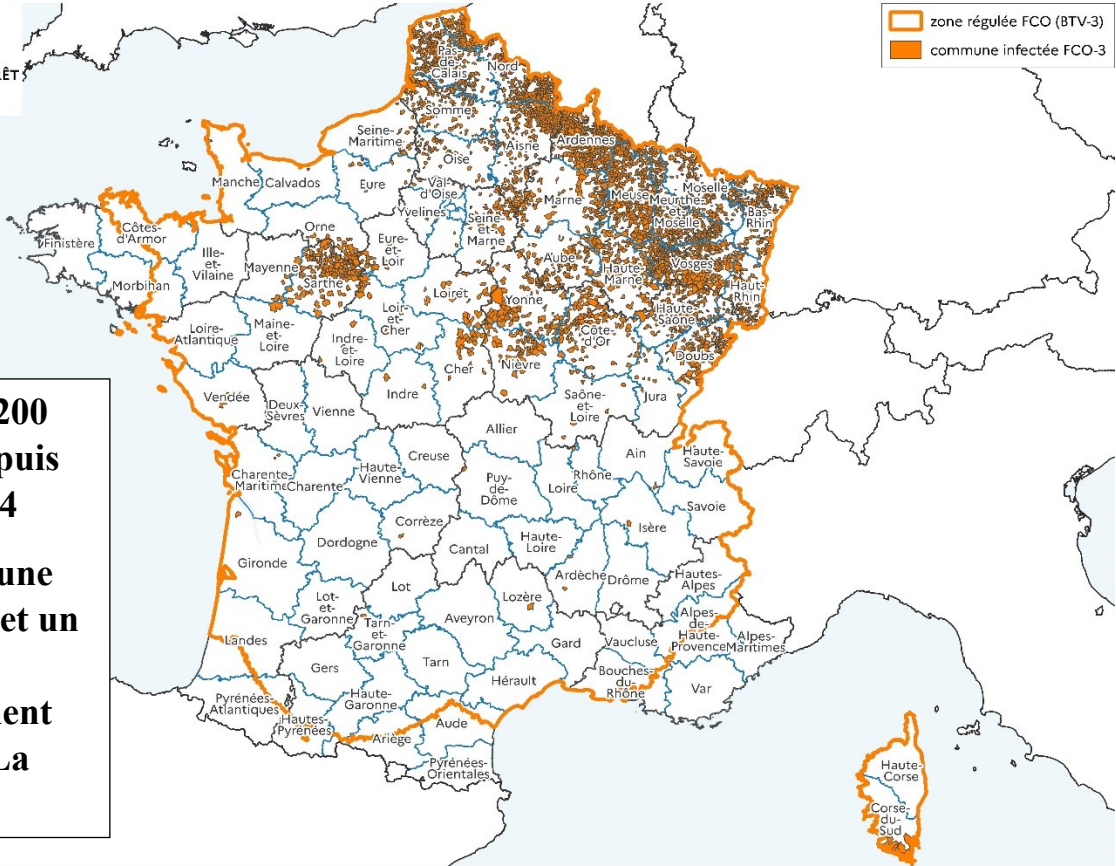 zone régulée FCO (BTV-3)
commune infectée FCO-3
ÊT
Pas-
de-
Calais
Nord
Somme
Seine-
Maritime
Aisne
Ardennes
Oise
Manche
Calvados
Eure
Val-
d'Oise
Yvelines
Seine-
et-
Marne
Marne
Meuse
Meurthe-
et-
Moselle
Moselle
Bas-
Rhin
Finistère
Côtes-
d'Armor
Morbihan
Ille-
et-
Vilaine
Orne
Mayenne
Sarthe
Eure-
et-
Loir
Aube
Haute-
Marne
Vosges
Haut-
Rhin
Loiret
Yonne
Loir-
et-
Cher
Côte-
d'Or
Haute-
Saône
Doubs
Loire-
Atlantique
Maine-
et-
Loire
Indre-
et-
Loire
Cher
Nièvre
Jura
Saône-
et-
Loire
Vendée
Deux-
Sèvres
Vienne
Indre
Allier
Ain
Haute-
Savoie
Charente-
Maritime
Charente
Haute-
Vienne
Creuse
Puy-
de-
Dôme
Loire
Rhône
Isère
Savoie
Corrèze
Dordogne
Cantal
Haute-
Loire
Ardèche
Drôme
Hautes-
Alpes
Gironde
Lot-
et-
Garonne
Lot
Aveyron
Lozère
Gard
Vaucluse
Alpes-
de-
Haute-
Provence
Alpes-
Maritimes
Landes
Tarn-
et-
Garonne
Gers
Tarn
Hérault
Bouches-
du-
Rhône
Var
Pyrénées-
Atlantiques
Hautes-
Pyrénées
Haute-
Garonne
Ariège
Aude
Pyrénées-
Orientales
Haute-
Corse
Corse-
du-
Sud
200
puis
4
une
et un
ent
La